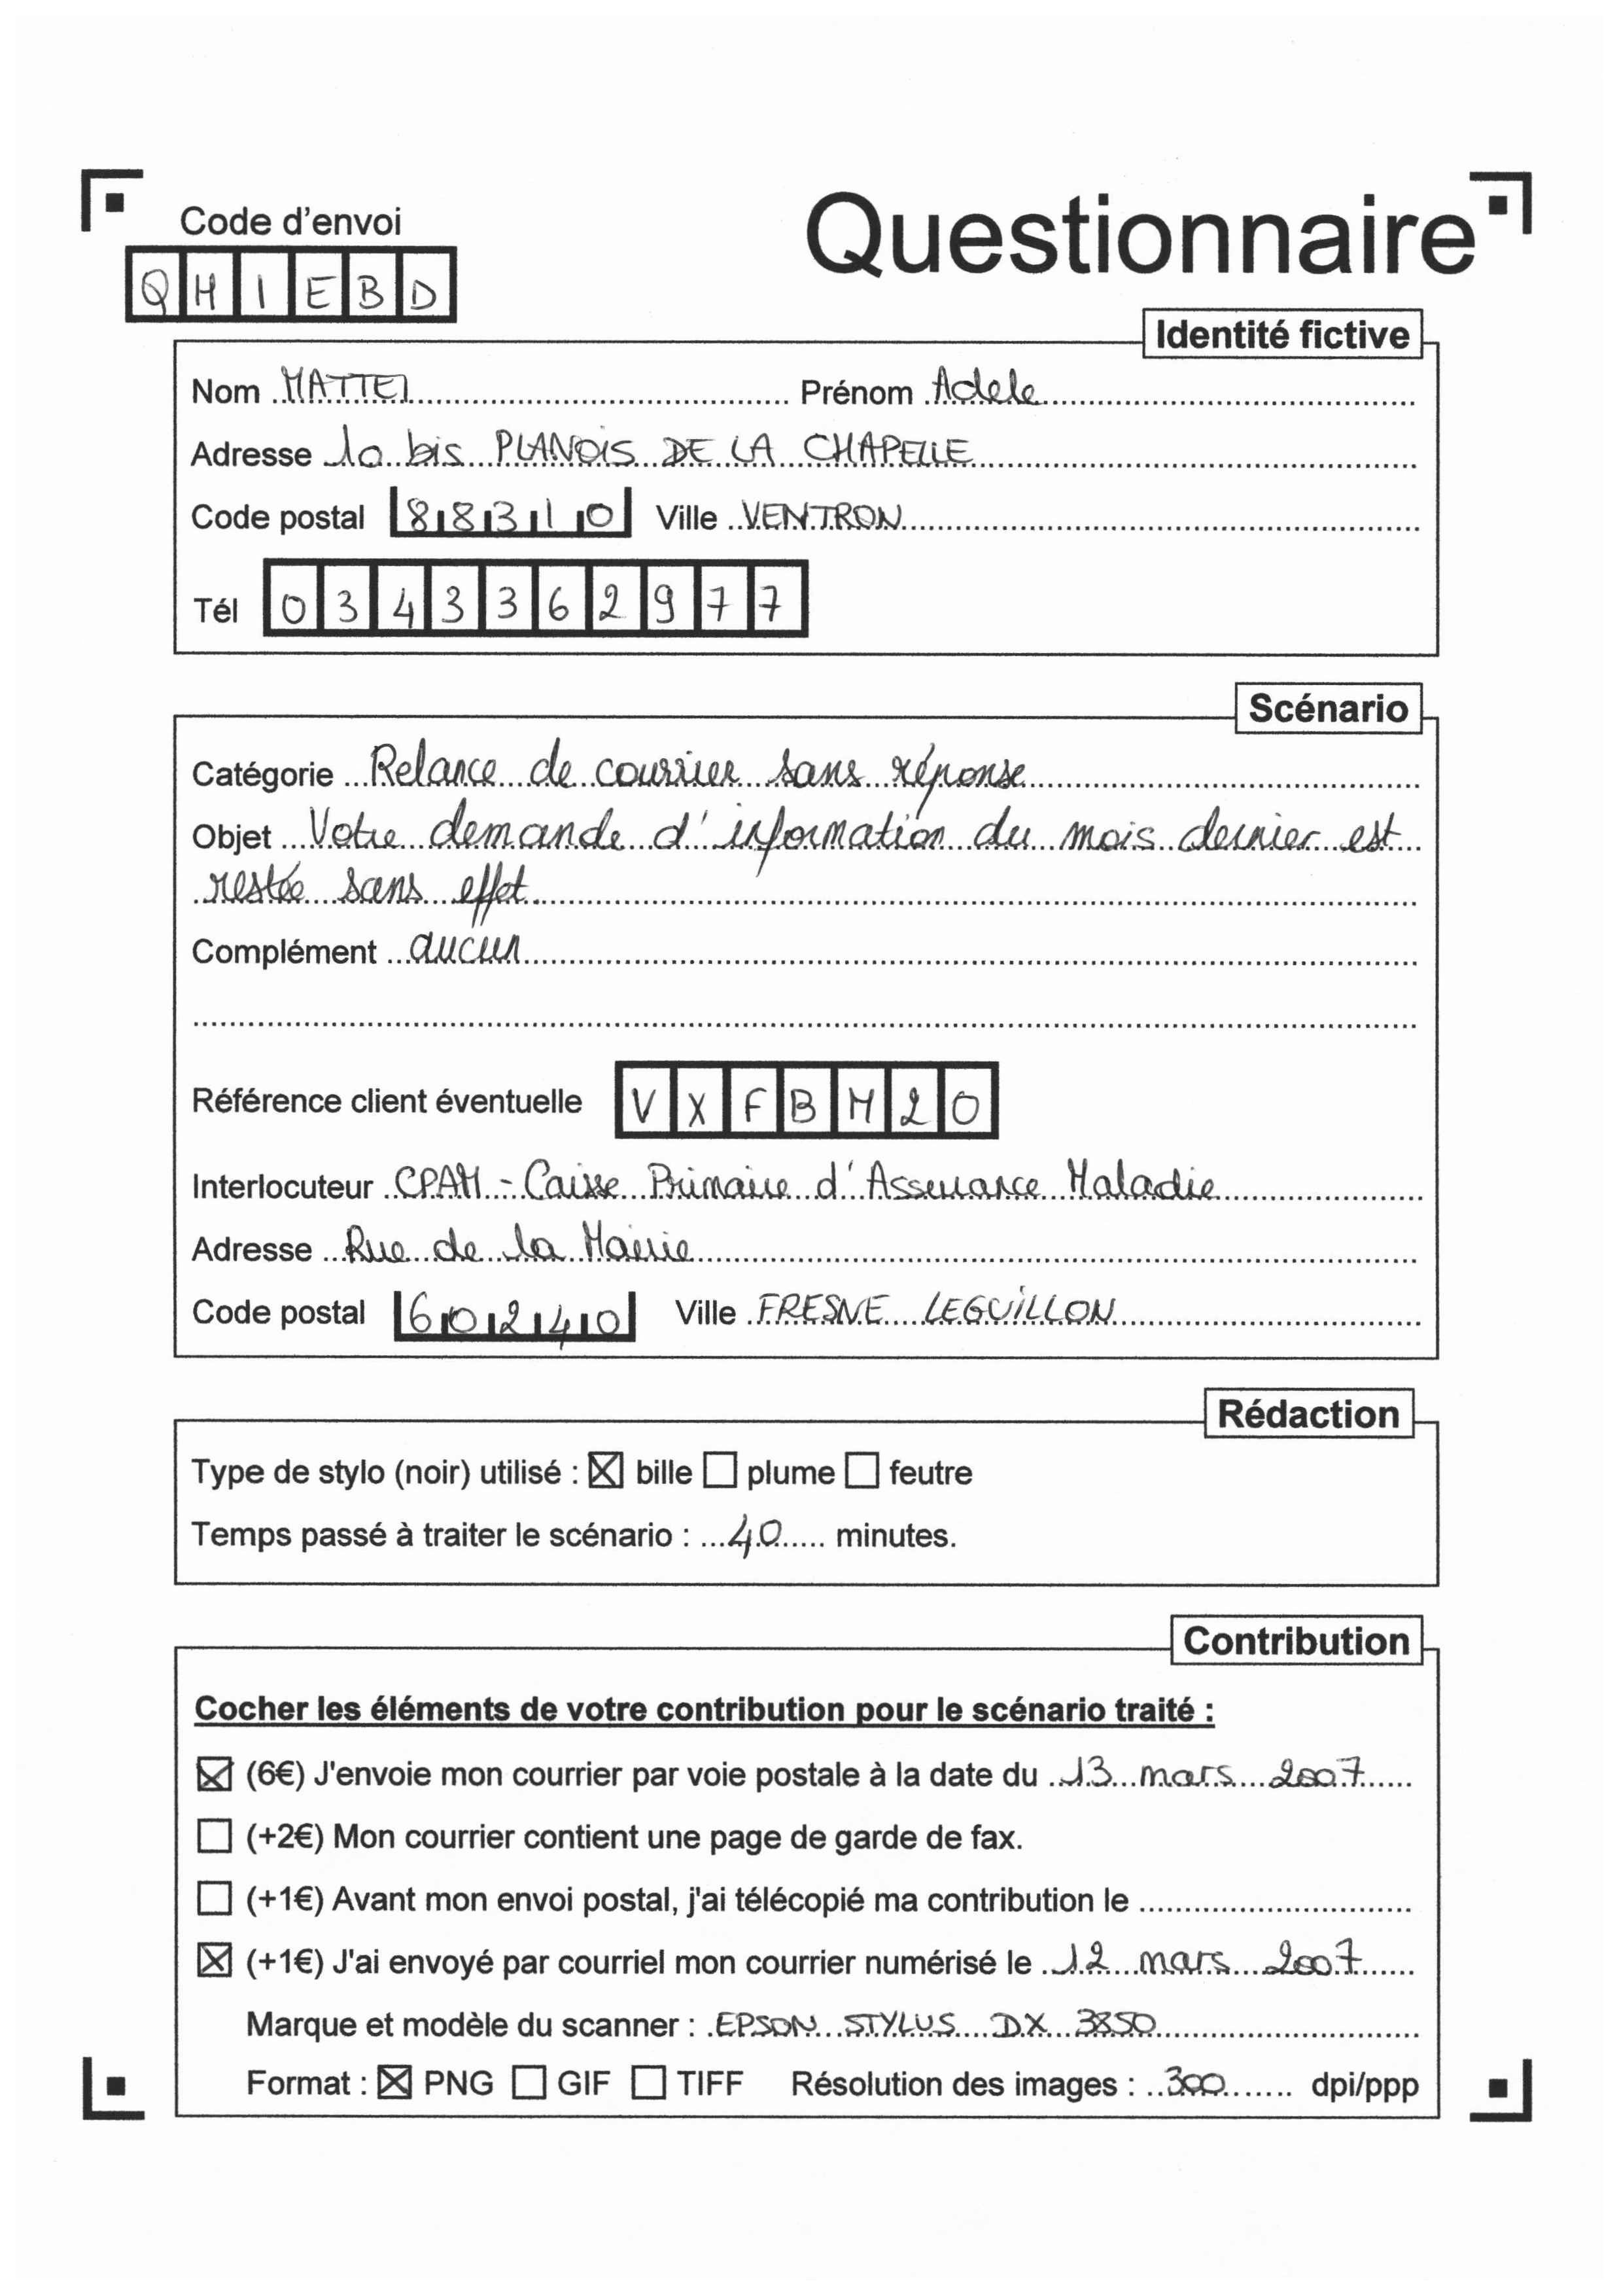 Code d'envoi
Questionnaire
QHIEBD
Identité fictive
Nom MATTEI Prénom Adele
Adresse 10 bis PLANOIS DE LA CHAPELLE
Code postal 88310 Ville VENTRON
Tél 0343362977
Scénario
Catégorie Relance de courrier sans réponse
Objet Votre demande d'information du mois dernier est
restée sans effet.
Complément aucun
Référence client éventuelle VXFBM20
Interlocuteur CPAM - Caisse Primaire d'Assurance Maladie
Adresse Rue de la Mairie
Code postal 60240 Ville FRESNE LEGUILLON
Rédaction
Type de stylo (noir) utilisé : ☒ bille ☐ plume ☐ feutre
Temps passé à traiter le scénario : 40 minutes.
Contribution
Cocher les éléments de votre contribution pour le scénario traité :
☒ (6€) J'envoie mon courrier par voie postale à la date du 13 mars 2007
☐ (+2€) Mon courrier contient une page de garde de fax.
☐ (+1€) Avant mon envoi postal, j'ai télécopié ma contribution le
☒ (+1€) J'ai envoyé par courriel mon courrier numérisé le 12 mars 2007
Marque et modèle du scanner : EPSON STYLUS DX 3850
Format : ☒ PNG ☐ GIF ☐ TIFF Résolution des images : 300 dpi/ppp